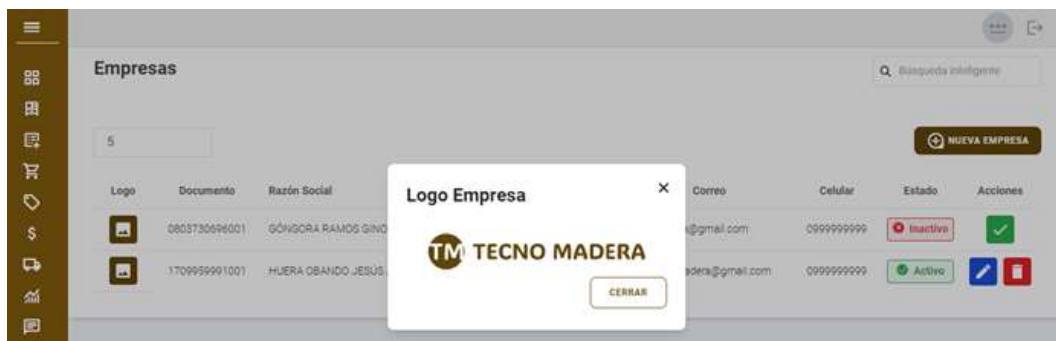 Empresas
Búsqueda inteligente
5
NUEVA EMPRESA
Logo Documento Razón Social Correo Celular Estado Acciones
0803730696001 GÓNGORA RAMOS GINO @gmail.com 0999999999 Inactivo
1709959991001 HUERA OBANDO JESÚS adera@gmail.com 0999999999 Activo
Logo Empresa ×
TM TECNO MADERA
CERRAR